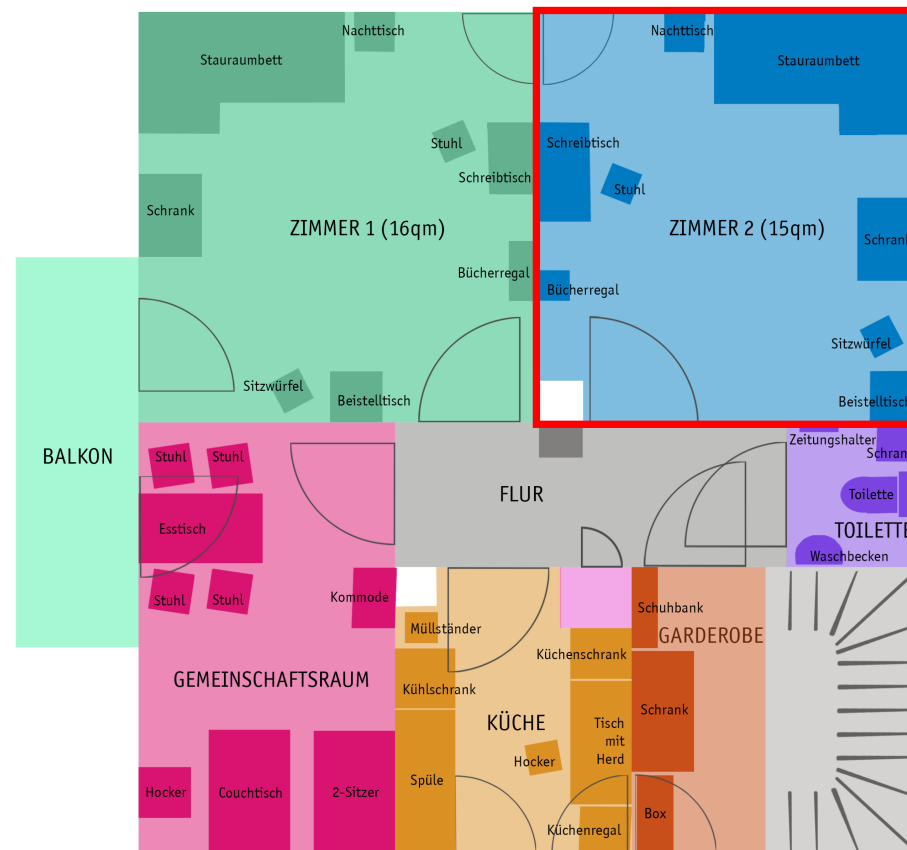 Nachttisch
Stauraumbett
Stuhl
Schreibtisch
Schrank
ZIMMER 1 (16qm)
Bücherregal
Sitzwürfel
Beistelltisch
Nachttisch
Stauraumbett
Schreibtisch
Stuhl
ZIMMER 2 (15qm)
Schrank
Bücherregal
Sitzwürfel
Beistelltisch
BALKON
Stuhl
Stuhl
Esstisch
Stuhl
Stuhl
Kommode
GEMEINSCHAFTSRAUM
Hocker
Couchtisch
2-Sitzer
FLUR
Zeitungshalter
Schrank
Toilette
TOILETTE
Waschbecken
Müllständer
Küchenschrank
Kühlschrank
KÜCHE
Tisch
mit
Herd
Hocker
Spüle
Küchenregal
Schuhbank
GARDEROBE
Schrank
Box